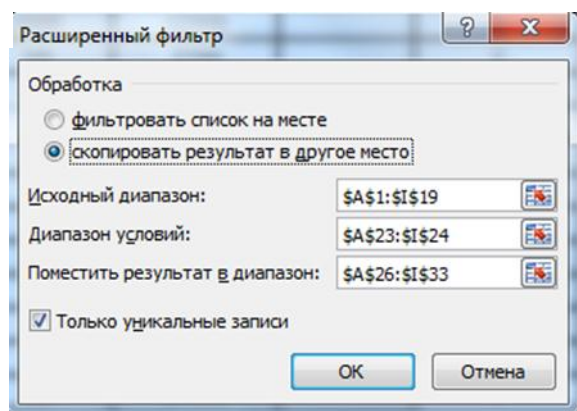 Расширенный фильтр
Обработка
фильтровать список на месте
скопировать результат в другое место
Исходный диапазон: $A$1:$I$19
Диапазон условий: $A$23:$I$24
Поместить результат в диапазон: $A$26:$I$33
Только уникальные записи
ОК Отмена